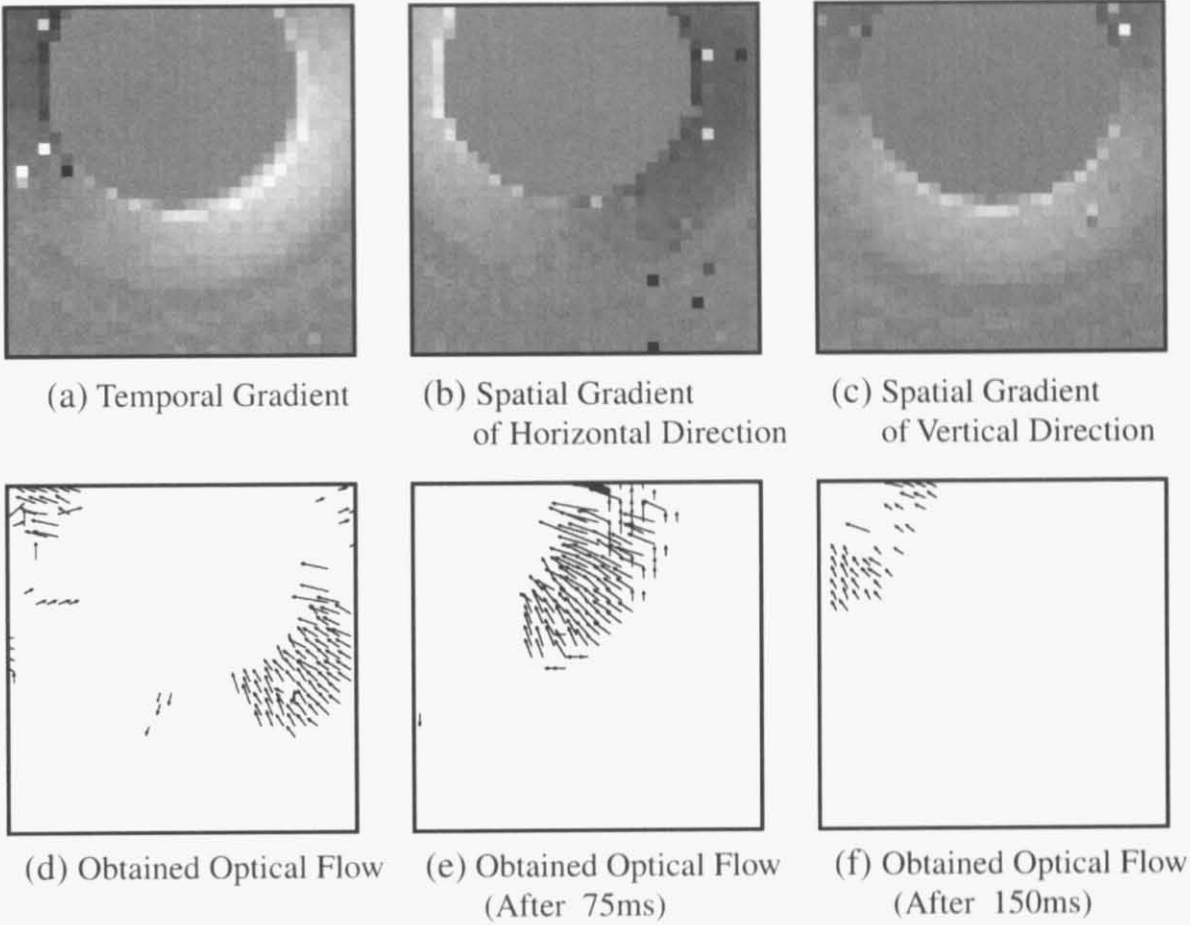 (a) Temporal Gradient
(b) Spatial Gradient
of Horizontal Direction
(c) Spatial Gradient
of Vertical Direction
(d) Obtained Optical Flow
(e) Obtained Optical Flow
(After 75ms)
(f) Obtained Optical Flow
(After 150ms)